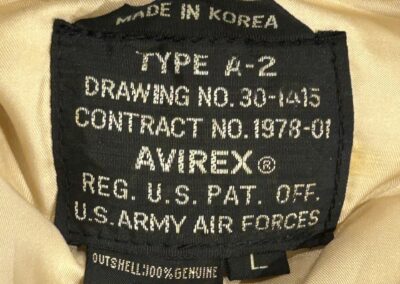 MADE IN KOREA
TYPE A-2
DRAWING NO.30-1415
CONTRACT NO.1978-01
AVIREX®
REG. U.S. PAT. OFF.
U.S. ARMY AIR FORCES
OUTSHELL:100% GENUINE
L